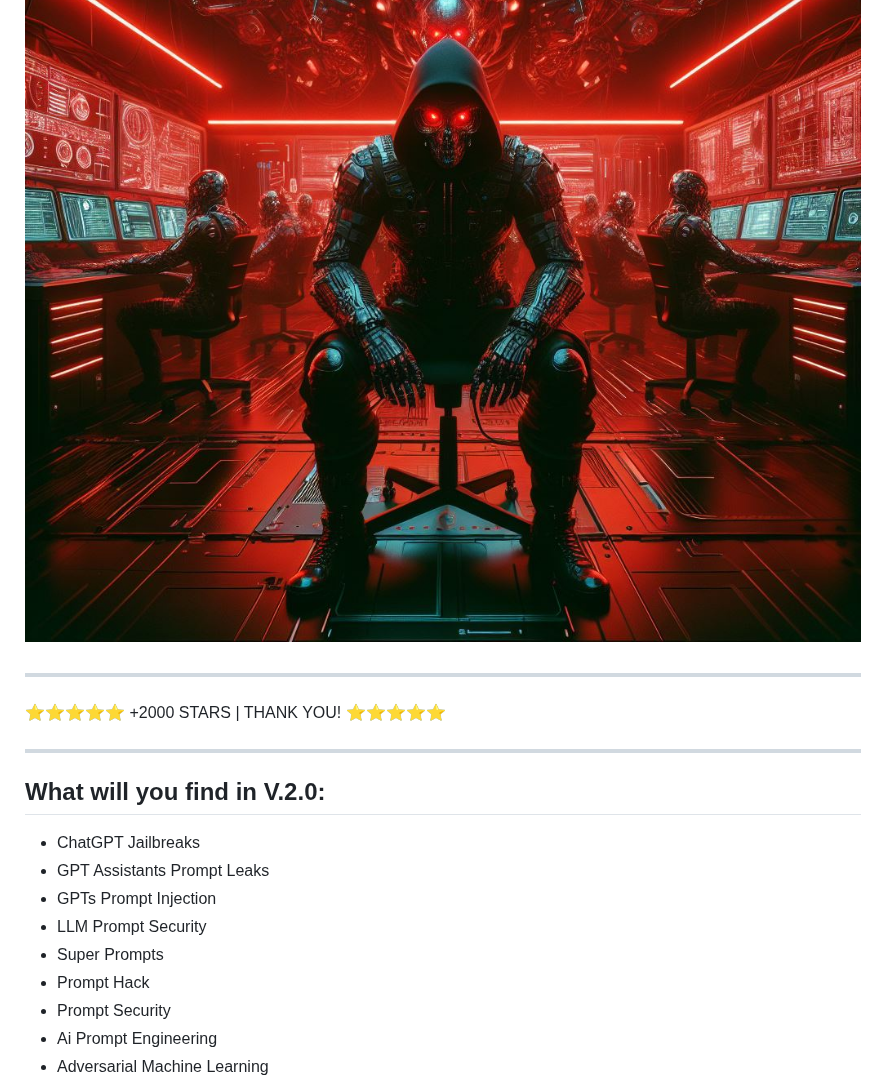 ⭐⭐⭐⭐⭐ +2000 STARS | THANK YOU! ⭐⭐⭐⭐⭐
What will you find in V.2.0:
ChatGPT Jailbreaks
GPT Assistants Prompt Leaks
GPTs Prompt Injection
LLM Prompt Security
Super Prompts
Prompt Hack
Prompt Security
Ai Prompt Engineering
Adversarial Machine Learning